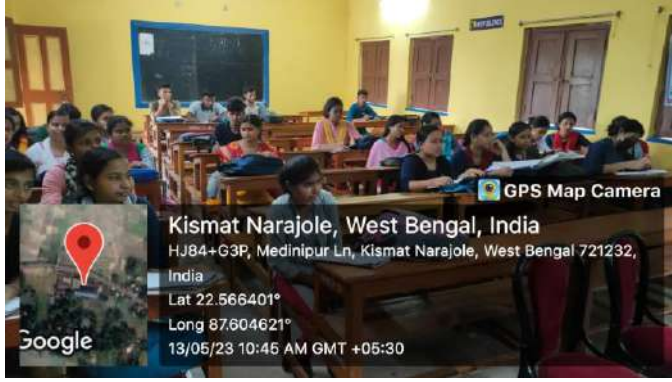 GPS Map Camera
Kismat Narajole, West Bengal, India
HJ84+G3P, Medinipur Ln, Kismat Narajole, West Bengal 721232,
India
Lat 22.566401°
Long 87.604621°
13/05/23 10:45 AM GMT +05:30
Google